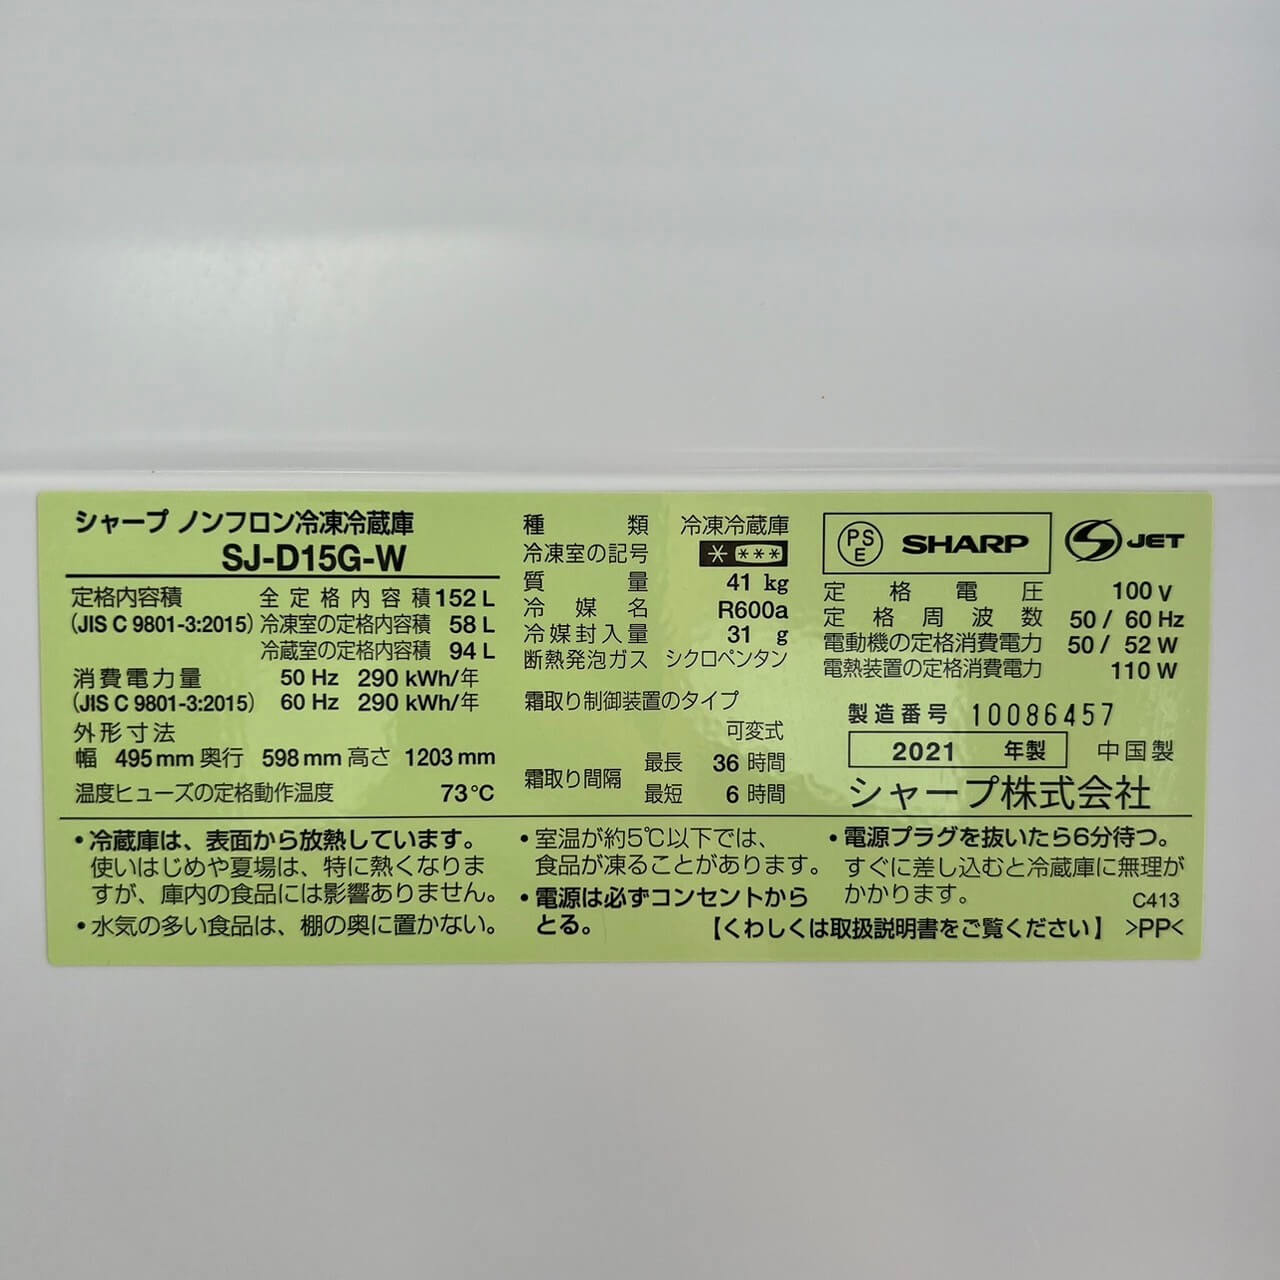 シャープ ノンフロン冷凍冷蔵庫
SJ-D15G-W
定格内容積 全定格内容積 152 L
(JIS C 9801-3:2015) 冷凍室の定格内容積 58 L
冷蔵室の定格内容積 94 L
消費電力量 50 Hz 290 kWh/年
(JIS C 9801-3:2015) 60 Hz 290 kWh/年
外形寸法
幅 495 mm 奥行 598 mm 高さ 1203 mm
温度ヒューズの定格動作温度 73℃
種類 冷凍冷蔵庫
冷凍室の記号 * ***
質量 41 kg
冷媒名 R600a
冷媒封入量 31 g
断熱発泡ガス シクロペンタン
霜取り制御装置のタイプ
可変式
霜取り間隔 最長 36 時間
最短 6 時間
PSE SHARP S JET
定格電圧 100 V
定格周波数 50 / 60 Hz
電動機の定格消費電力 50 / 52 W
電熱装置の定格消費電力 110 W
製造番号 10086457
2021 年製 中国製
シャープ株式会社
・冷蔵庫は、表面から放熱しています。
使いはじめや夏場は、特に熱くなりま
すが、庫内の食品には影響ありません。
・水気の多い食品は、棚の奥に置かない。
・室温が約5℃以下では、
食品が凍ることがあります。
・電源は必ずコンセントから
とる。
・電源プラグを抜いたら6分待つ。
すぐに差し込むと冷蔵庫に無理が
かかります。
C413
【くわしくは取扱説明書をご覧ください】 >PP<